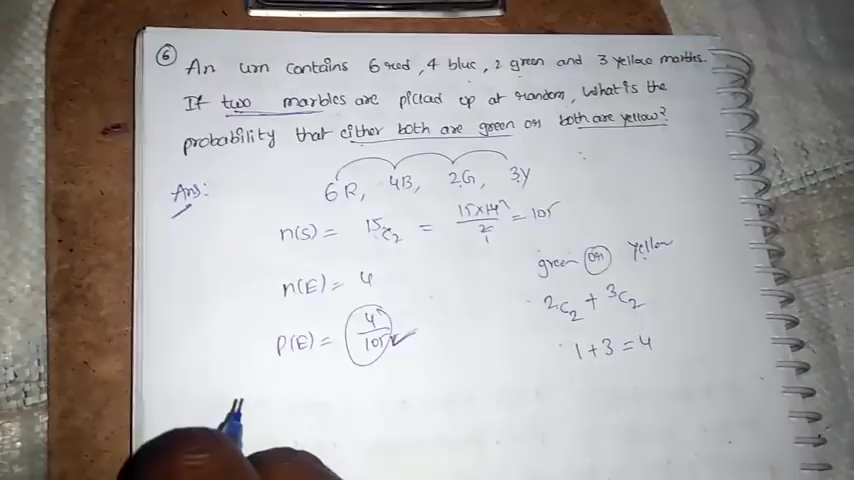 ⑥ An urn contains 6 red, 4 blue, 2 green and 3 yellow marbles.
If two marbles are picked up at random, What is the
probability that either both are green or both are yellow?
Ans:
6R, 4B, 2G, 3Y
n(S) = 15C₂ = 15×14⁷/2₁ = 105
n(E) = 4
P(E) = 4/105 ✓
green or yellow
²C₂ + ³C₂
1 + 3 = 4